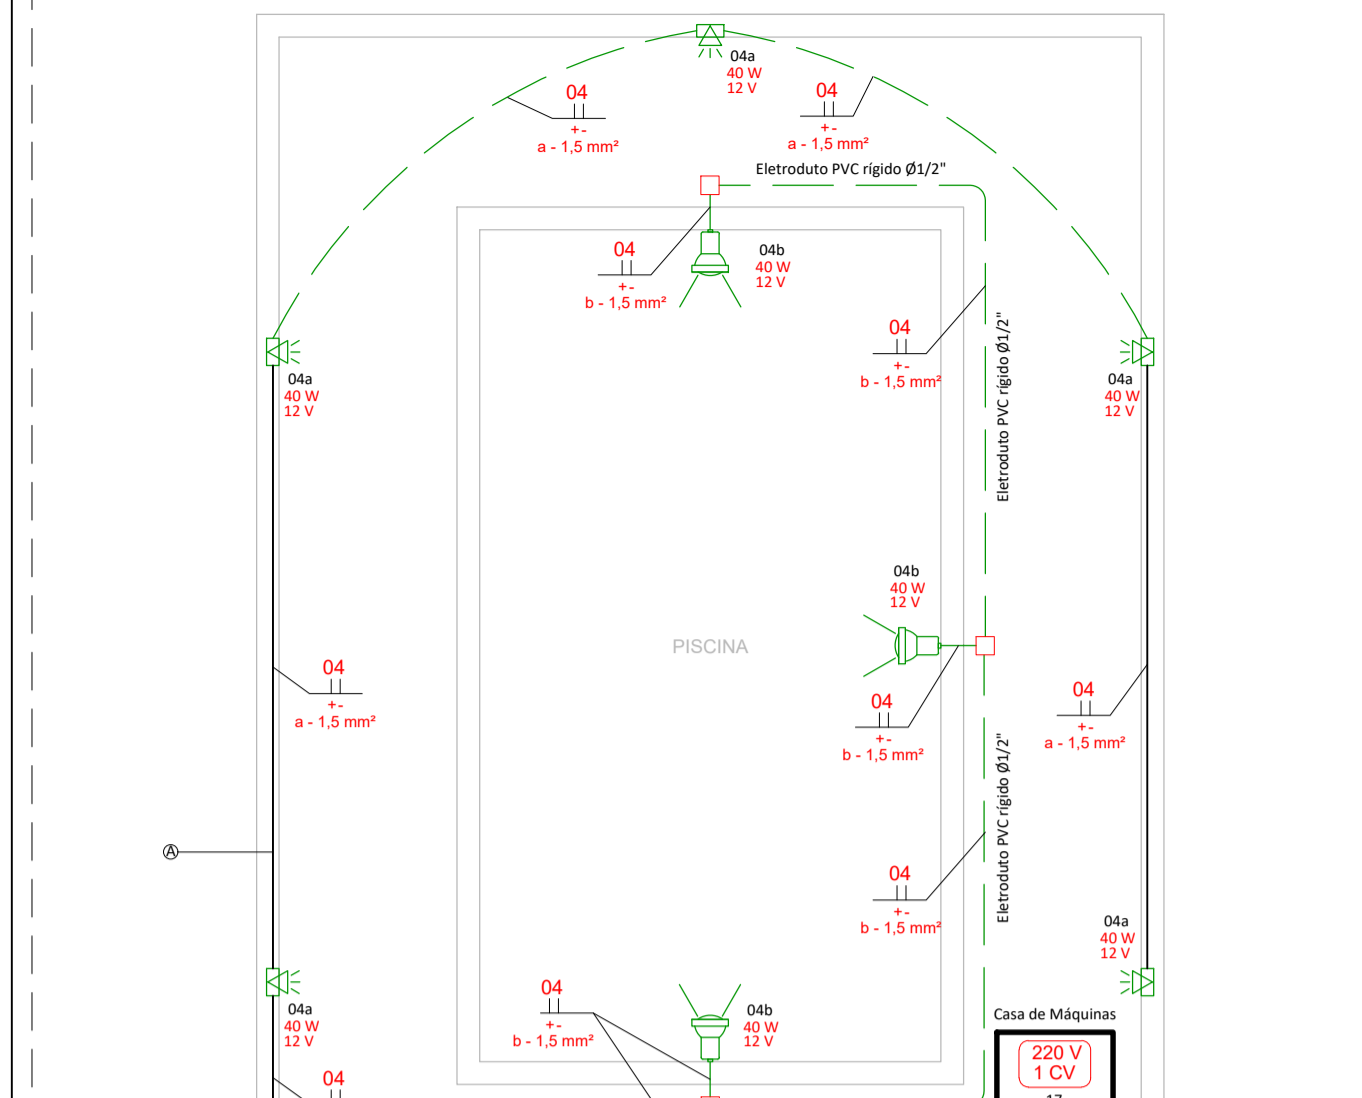 04a
40 W
12 V
04
+-
a - 1,5 mm²
04
+-
a - 1,5 mm²
Eletroduto PVC rígido Ø1/2"
04
+-
b - 1,5 mm²
04b
40 W
12 V
04
+-
b - 1,5 mm²
Eletroduto PVC rígido Ø1/2"
04a
40 W
12 V
04a
40 W
12 V
04b
40 W
12 V
PISCINA
04
+-
a - 1,5 mm²
04
+-
b - 1,5 mm²
04
+-
a - 1,5 mm²
Eletroduto PVC rígido Ø1/2"
A
04
+-
b - 1,5 mm²
04a
40 W
12 V
04
+-
b - 1,5 mm²
04b
40 W
12 V
04a
40 W
12 V
Casa de Máquinas
220 V
1 CV
04